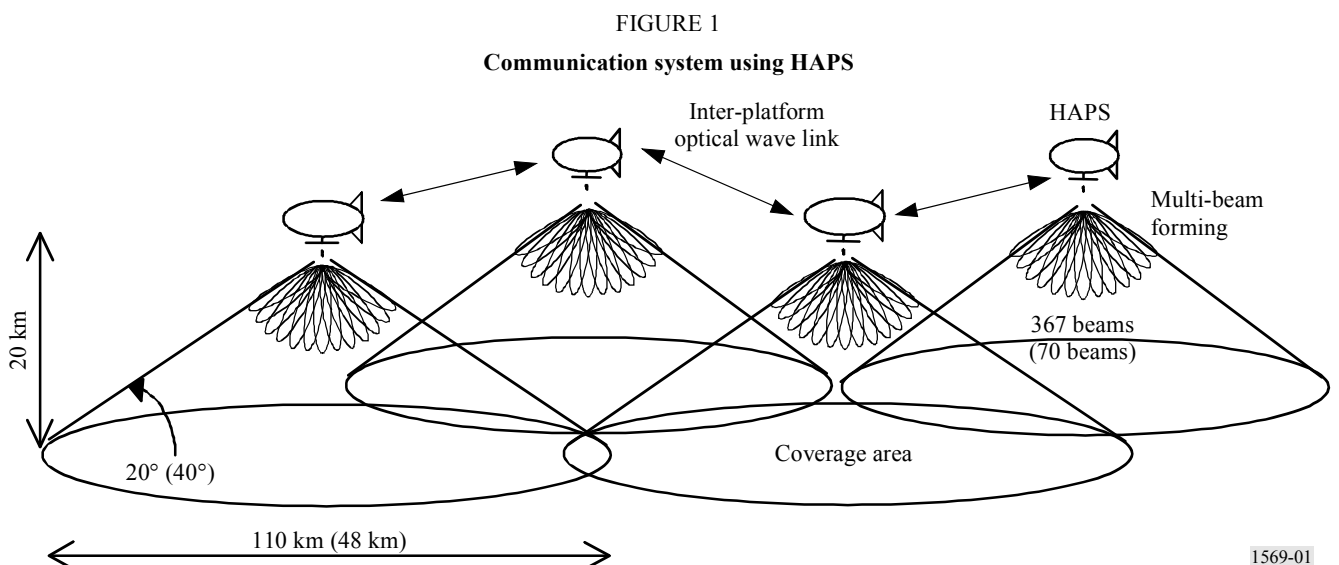 FIGURE 1
Communication system using HAPS
Inter-platform
optical wave link
HAPS
Multi-beam
forming
367 beams
(70 beams)
20 km
20° (40°)
Coverage area
110 km (48 km)
1569-01